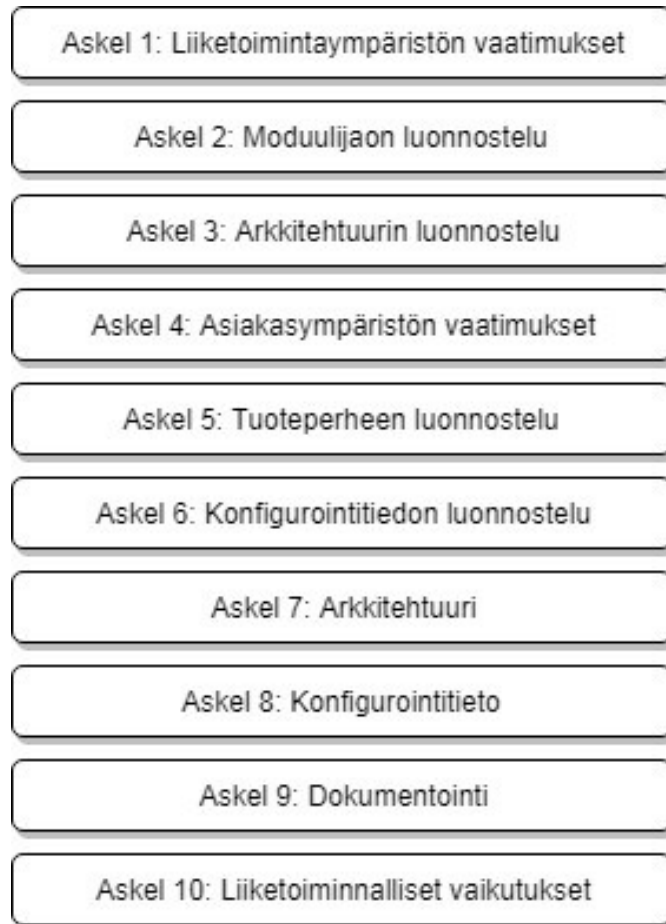 Askel 1: Liiketoimintaympäristön vaatimukset
Askel 2: Moduulijaon luonnostelu
Askel 3: Arkkitehtuurin luonnostelu
Askel 4: Asiakasympäristön vaatimukset
Askel 5: Tuoteperheen luonnostelu
Askel 6: Konfigurointitiedon luonnostelu
Askel 7: Arkkitehtuuri
Askel 8: Konfigurointitieto
Askel 9: Dokumentointi
Askel 10: Liiketoiminnalliset vaikutukset